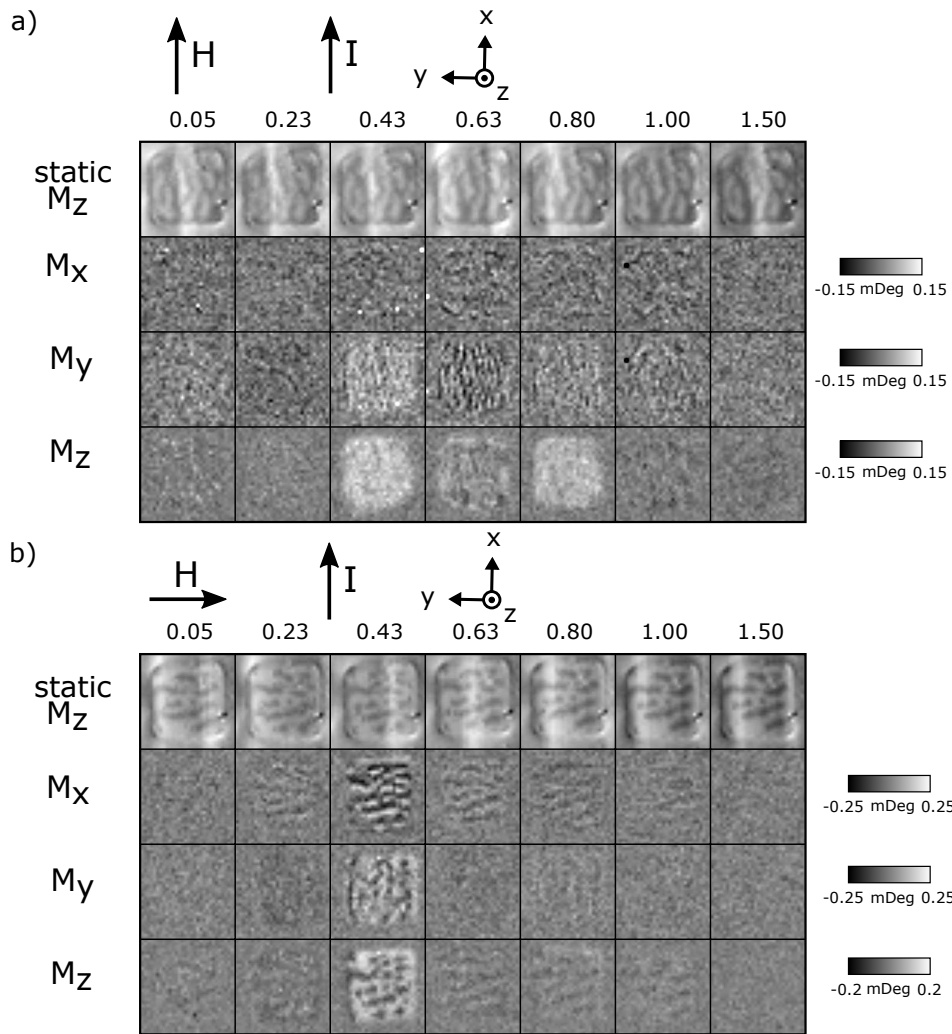 a)
H I x y z
0.05 0.23 0.43 0.63 0.80 1.00 1.50
static
Mz
Mx
-0.15 mDeg 0.15
My
-0.15 mDeg 0.15
Mz
-0.15 mDeg 0.15
b)
H I x y z
0.05 0.23 0.43 0.63 0.80 1.00 1.50
static
Mz
Mx
-0.25 mDeg 0.25
My
-0.25 mDeg 0.25
Mz
-0.2 mDeg 0.2